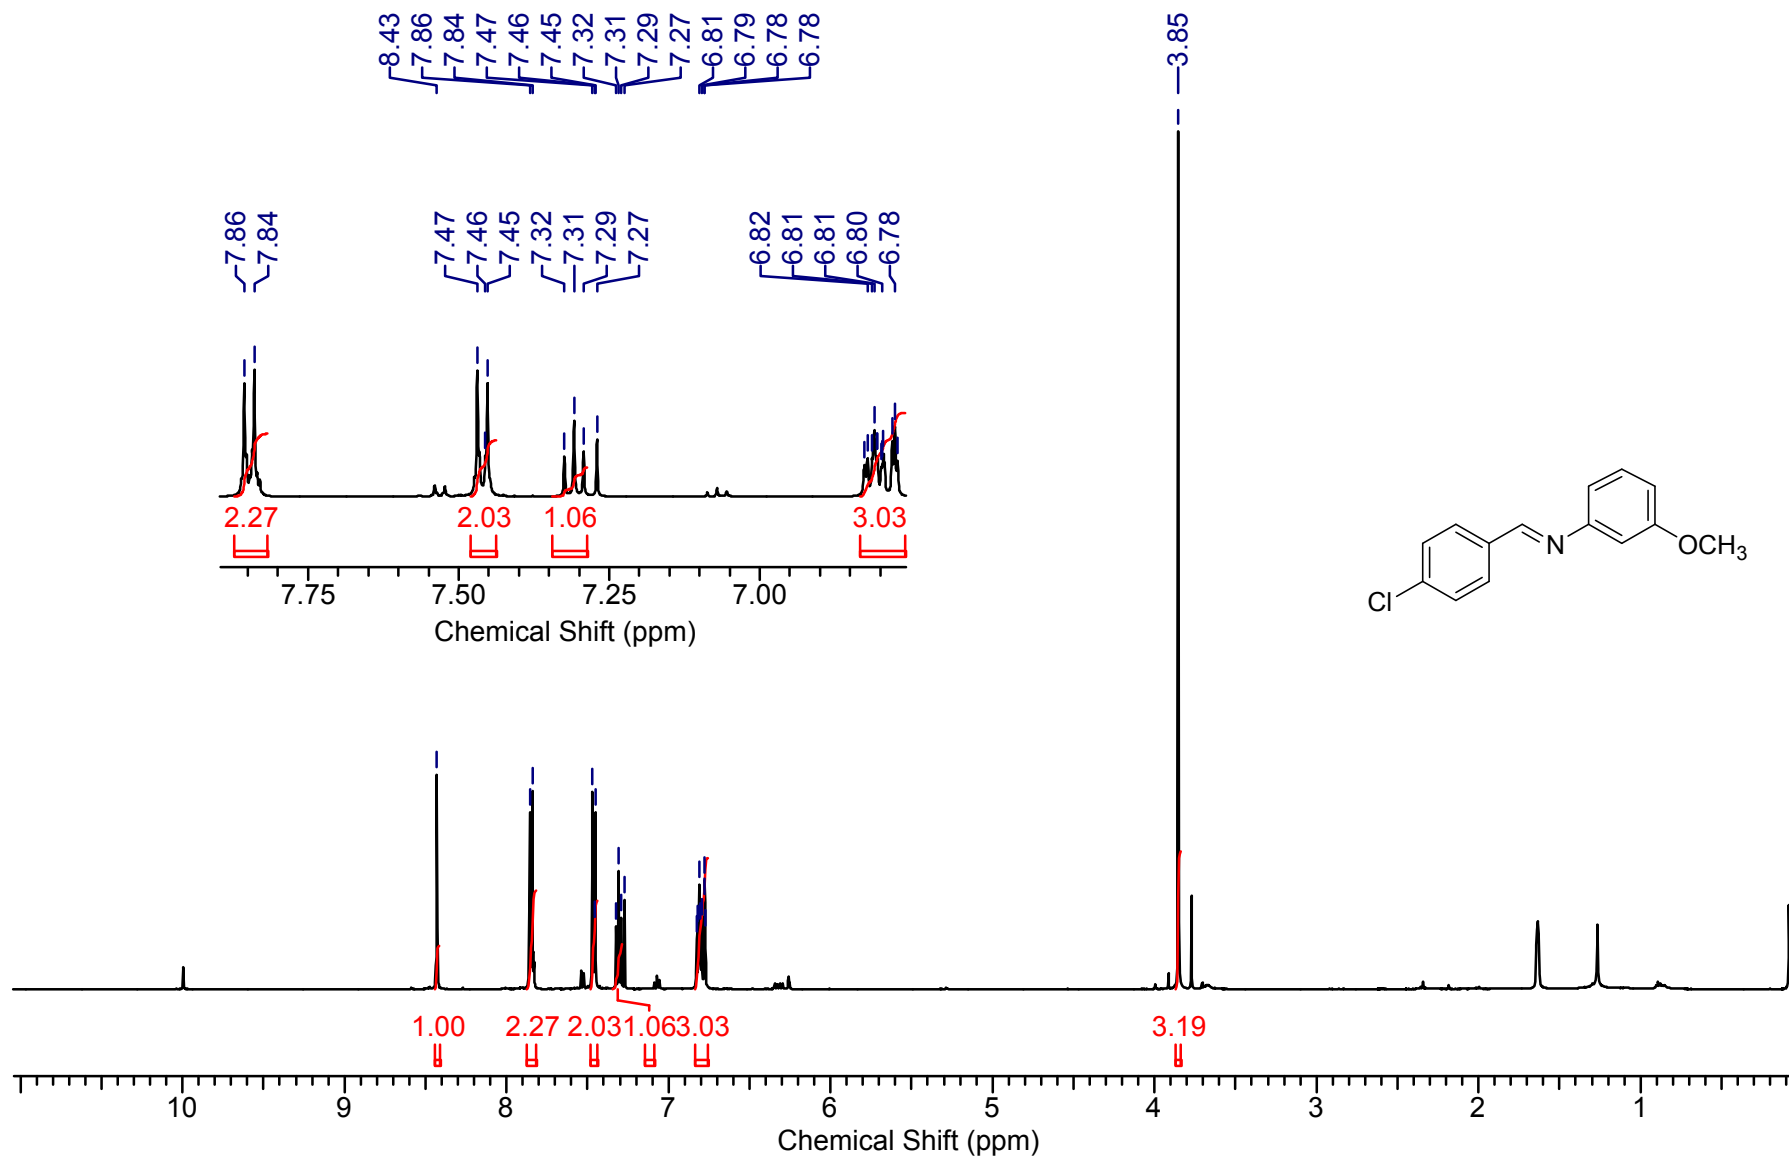 8.43 7.86 7.84 7.47 7.46 7.45 7.32 7.31 7.29 7.27 6.81 6.79 6.78 6.78 3.85
7.86 7.84 7.47 7.46 7.45 7.32 7.31 7.29 7.27 6.82 6.81 6.81 6.80 6.78
2.27 2.03 1.06 3.03
7.75 7.50 7.25 7.00
Chemical Shift (ppm)
N
OCH3
Cl
1.00 2.27 2.03 1.06 3.03 3.19
10 9 8 7 6 5 4 3 2 1
Chemical Shift (ppm)